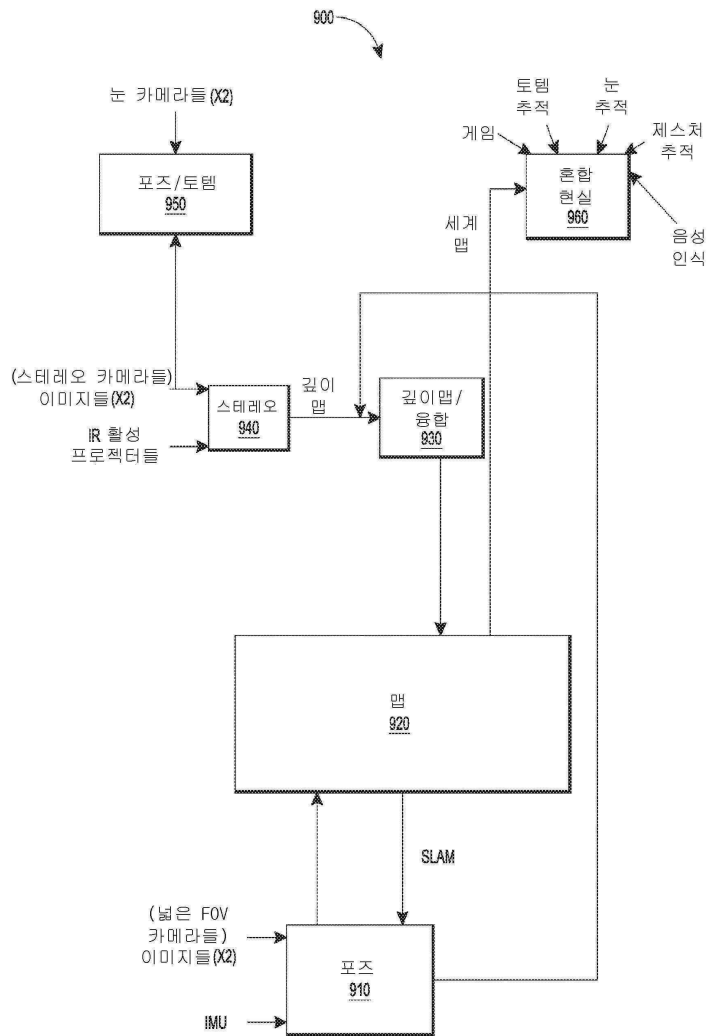 900
눈 카메라들(X2)
포즈/토템
950
토템
추적
눈
추적
게임
제스처
추적
혼합
현실
960
음성
인식
세계
맵
(스테레오 카메라들)
이미지들(X2)
IR 활성
프로젝터들
스테레오
940
깊이
맵
깊이맵/
융합
930
맵
920
SLAM
(넓은 FOV
카메라들)
이미지들(X2)
IMU
포즈
910